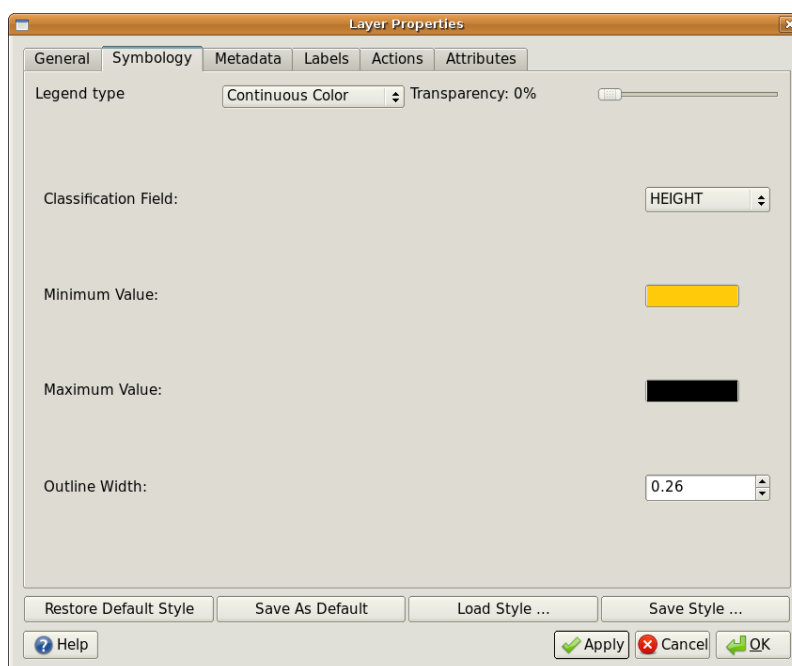 Layer Properties
General Symbology Metadata Labels Actions Attributes
Legend type Continuous Color Transparency: 0%
Classification Field: HEIGHT
Minimum Value:
Maximum Value:
Outline Width: 0.26
Restore Default Style Save As Default Load Style ... Save Style ...
Help Apply Cancel OK